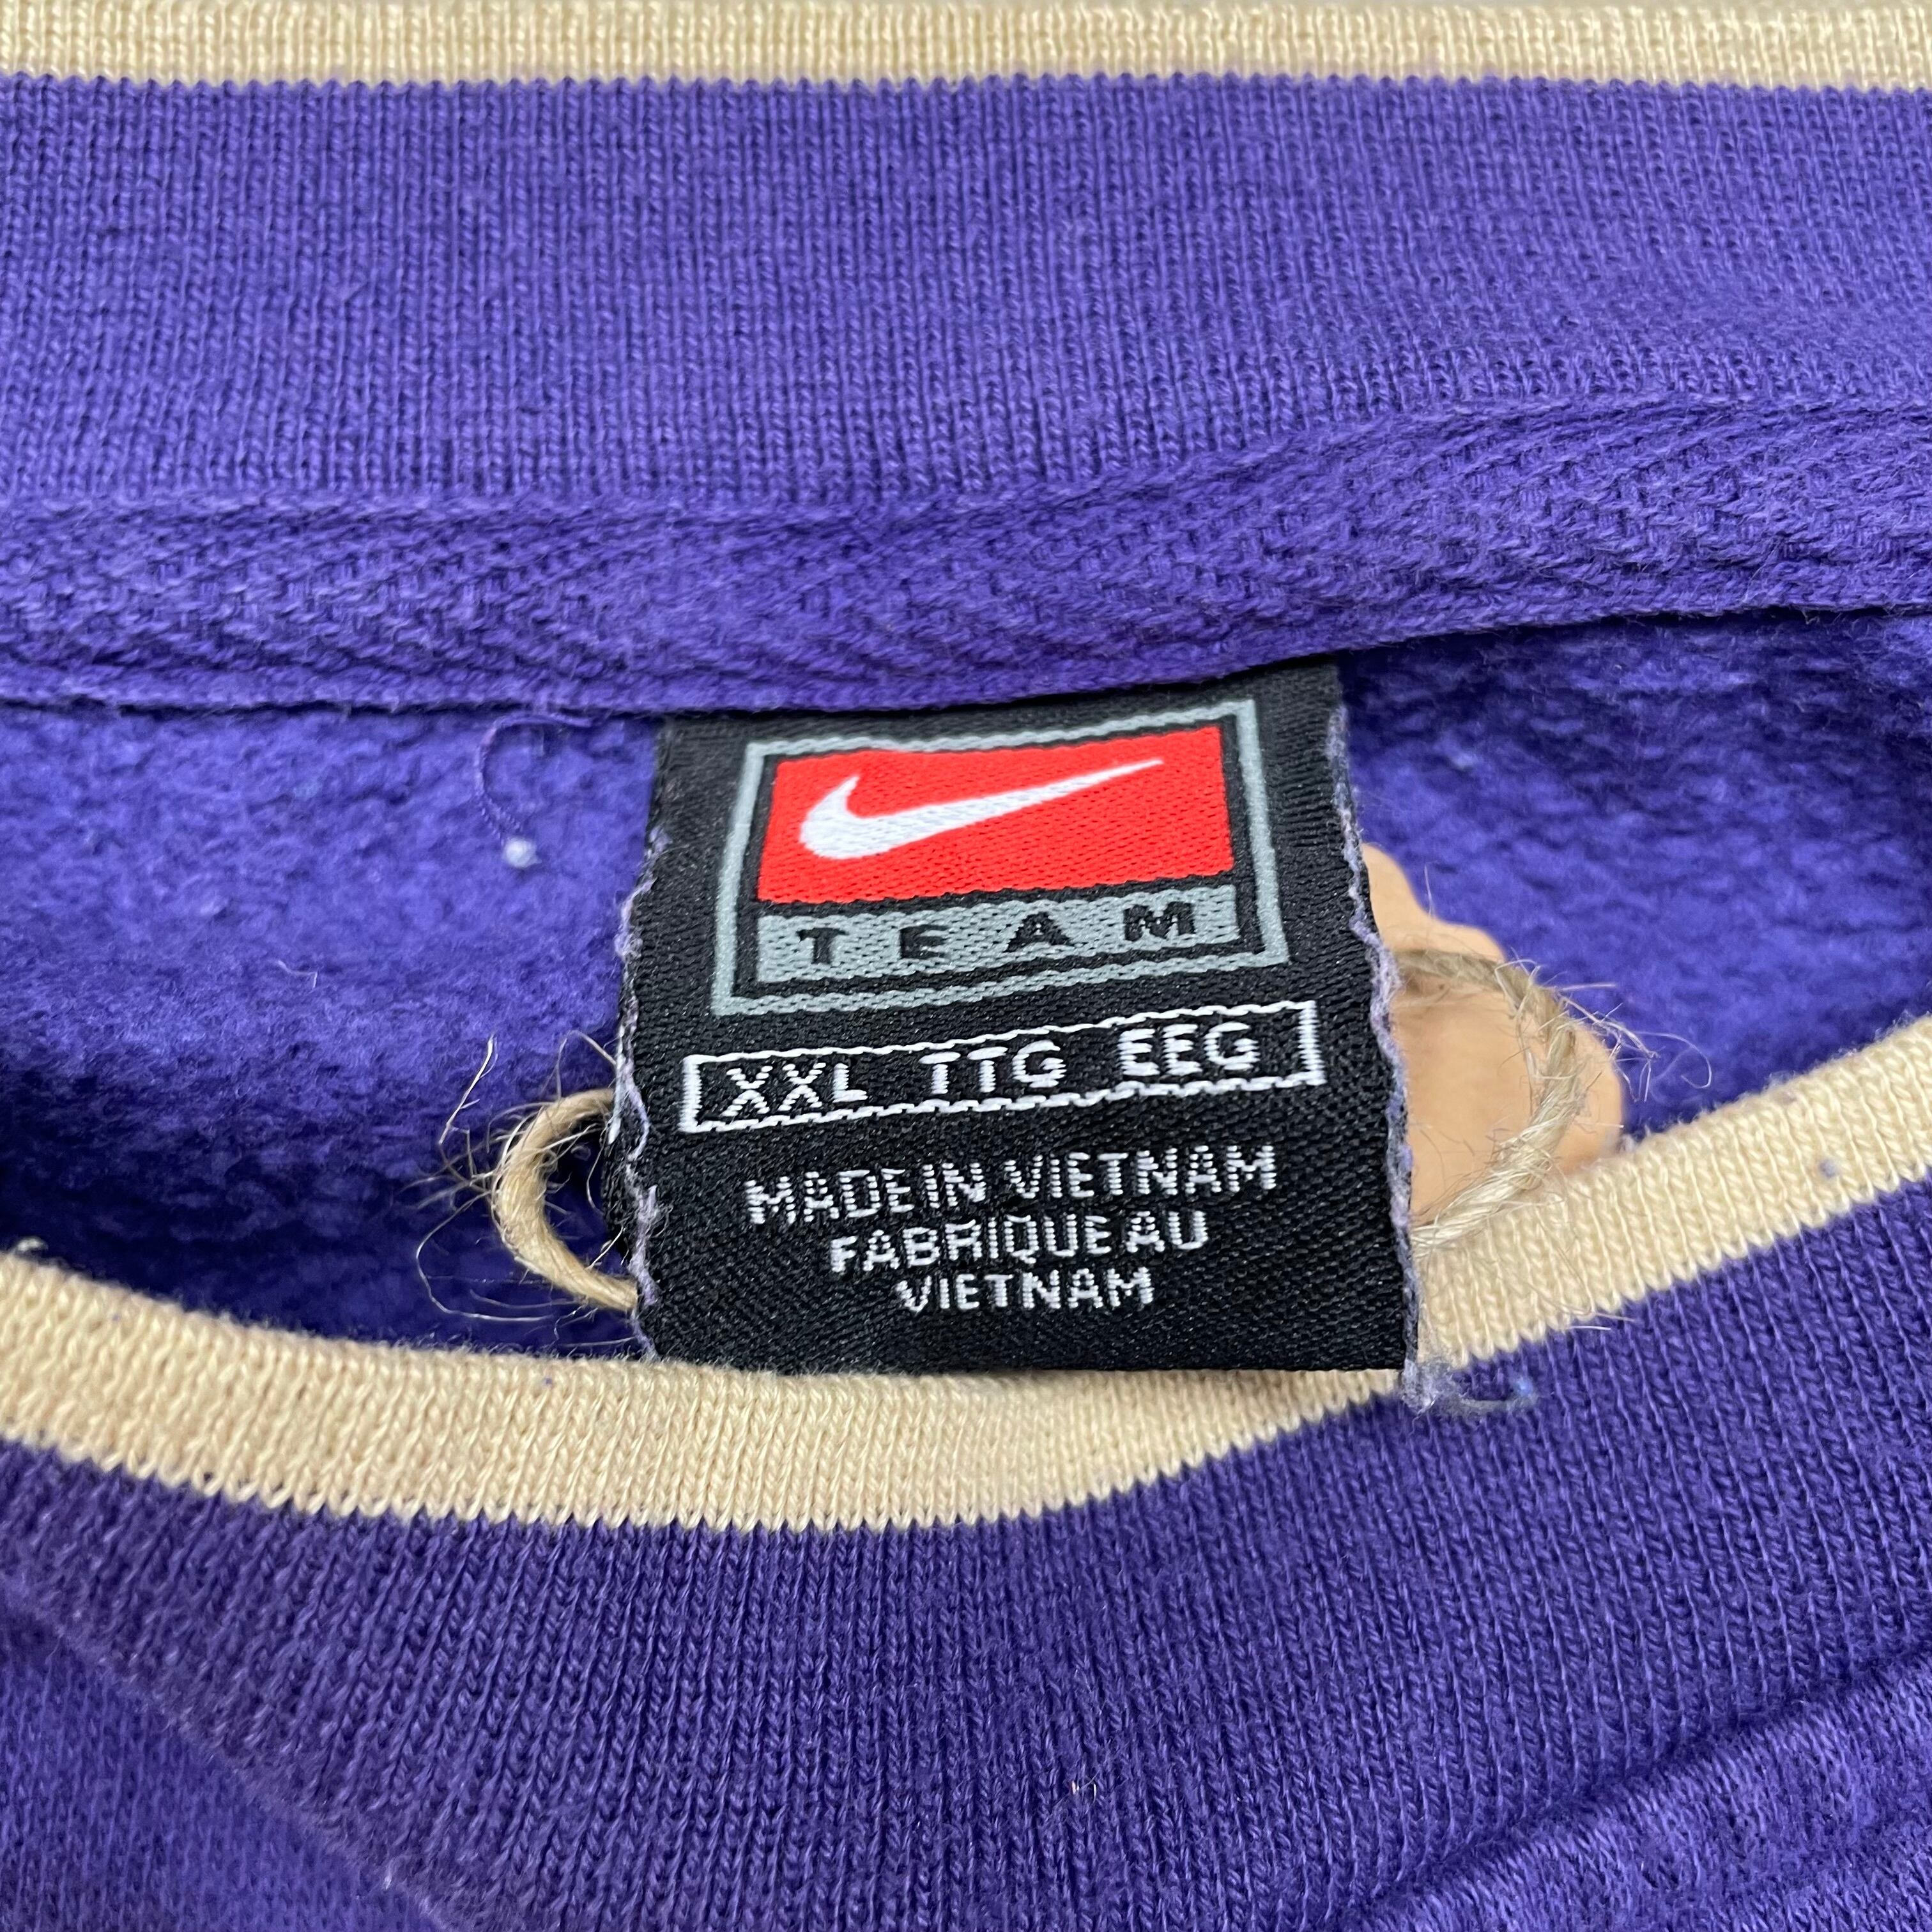 TEAM
XXL TTG EEG
MADE IN VIETNAM
FABRIQUE AU
VIETNAM